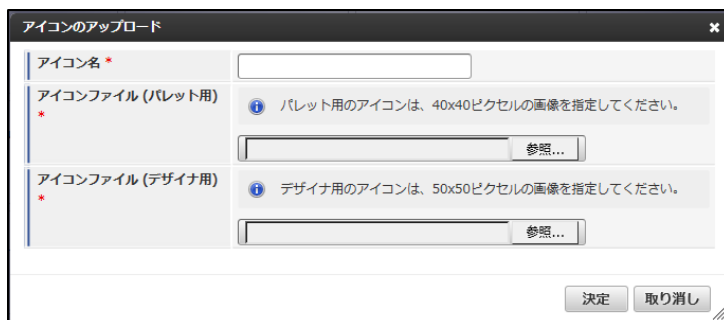 アイコンのアップロード
アイコン名 *
アイコンファイル (パレット用)
*
パレット用のアイコンは、40x40ピクセルの画像を指定してください。
参照...
アイコンファイル (デザイナ用)
*
デザイナ用のアイコンは、50x50ピクセルの画像を指定してください。
参照...
決定 取り消し